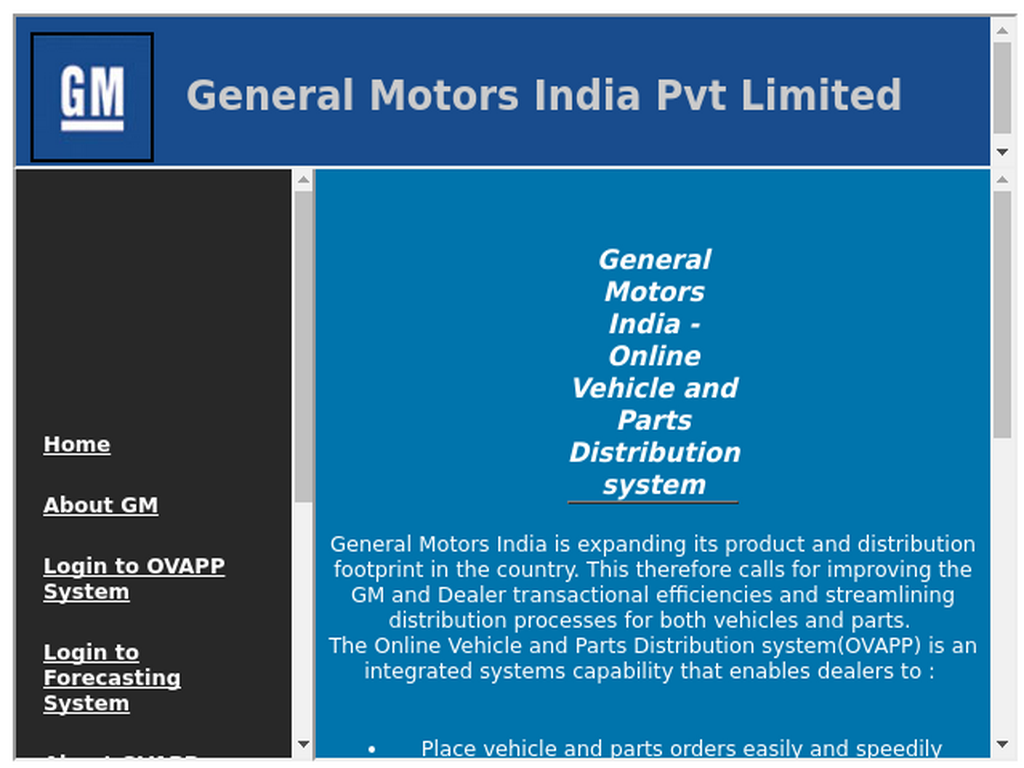 GM
General Motors India Pvt Limited
Home
About GM
Login to OVAPP
System
Login to
Forecasting
System
About OVAPP
General
Motors
India -
Online
Vehicle and
Parts
Distribution
system
General Motors India is expanding its product and distribution
footprint in the country. This therefore calls for improving the
GM and Dealer transactional efficiencies and streamlining
distribution processes for both vehicles and parts.
The Online Vehicle and Parts Distribution system(OVAPP) is an
integrated systems capability that enables dealers to :
• Place vehicle and parts orders easily and speedily